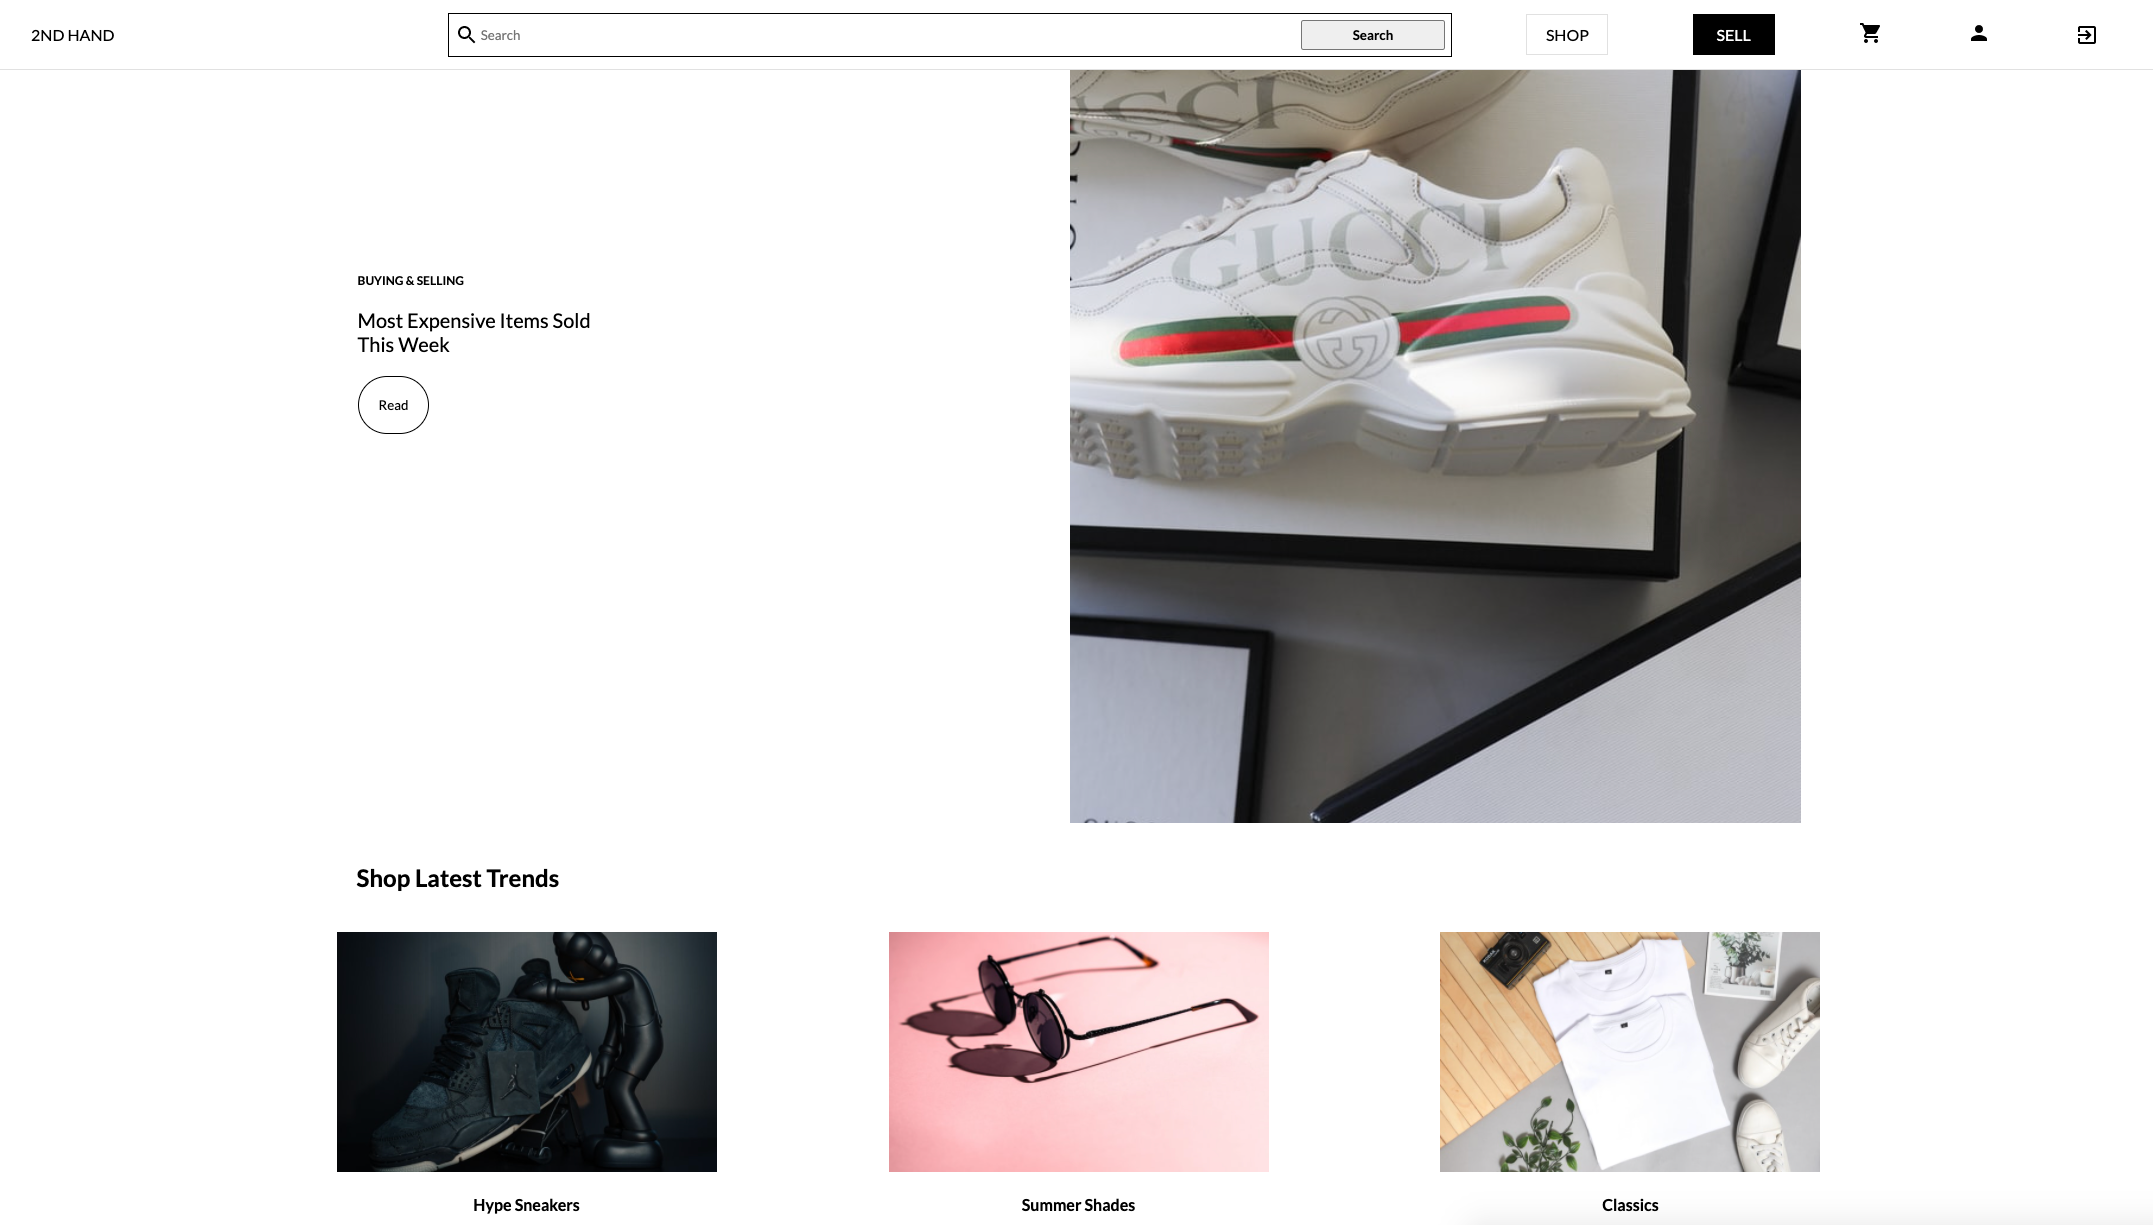 2ND HAND
Search
Search
SHOP
SELL
GUCCI
BUYING & SELLING
Most Expensive Items Sold
This Week
Read
Shop Latest Trends
Hype Sneakers
Summer Shades
Classics